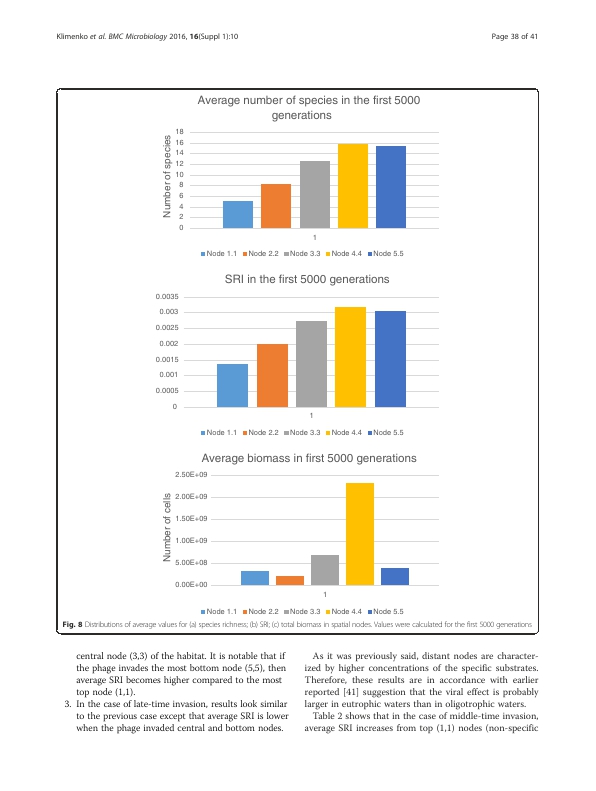 Klimenko et al. BMC Microbiology 2016, 16(Suppl 1):10
Page 38 of 41
Average number of species in the first 5000
generations
Number of species
18
16
14
12
10
8
6
4
2
0
1
Node 1.1 Node 2.2 Node 3.3 Node 4.4 Node 5.5
SRI in the first 5000 generations
0.0035
0.003
0.0025
0.002
0.0015
0.001
0.0005
0
1
Node 1.1 Node 2.2 Node 3.3 Node 4.4 Node 5.5
Average biomass in first 5000 generations
Number of cells
2.50E+09
2.00E+09
1.50E+09
1.00E+09
5.00E+08
0.00E+00
1
Node 1.1 Node 2.2 Node 3.3 Node 4.4 Node 5.5
Fig. 8 Distributions of average values for (a) species richness; (b) SRI; (c) total biomass in spatial nodes. Values were calculated for the first 5000 generations
central node (3,3) of the habitat. It is notable that if
the phage invades the most bottom node (5,5), then
average SRI becomes higher compared to the most
top node (1,1).
3. In the case of late-time invasion, results look similar
to the previous case except that average SRI is lower
when the phage invaded central and bottom nodes.
As it was previously said, distant nodes are character-
ized by higher concentrations of the specific substrates.
Therefore, these results are in accordance with earlier
reported [41] suggestion that the viral effect is probably
larger in eutrophic waters than in oligotrophic waters.
Table 2 shows that in the case of middle-time invasion,
average SRI increases from top (1,1) nodes (non-specific